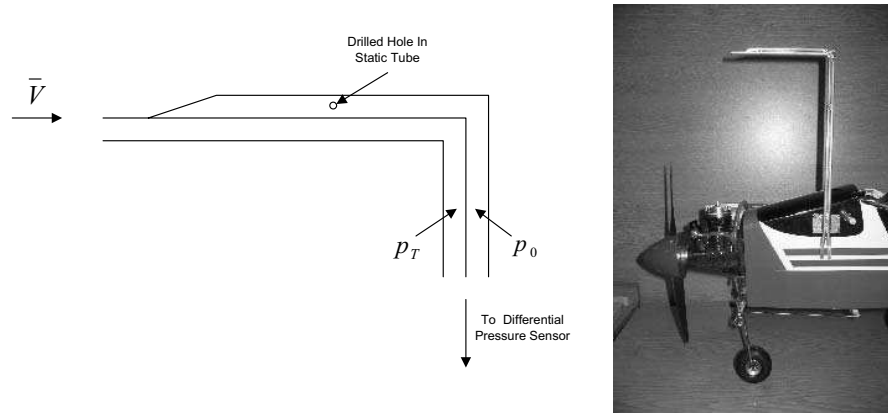 Drilled Hole In
Static Tube
V̅
p_T
p_0
To Differential
Pressure Sensor